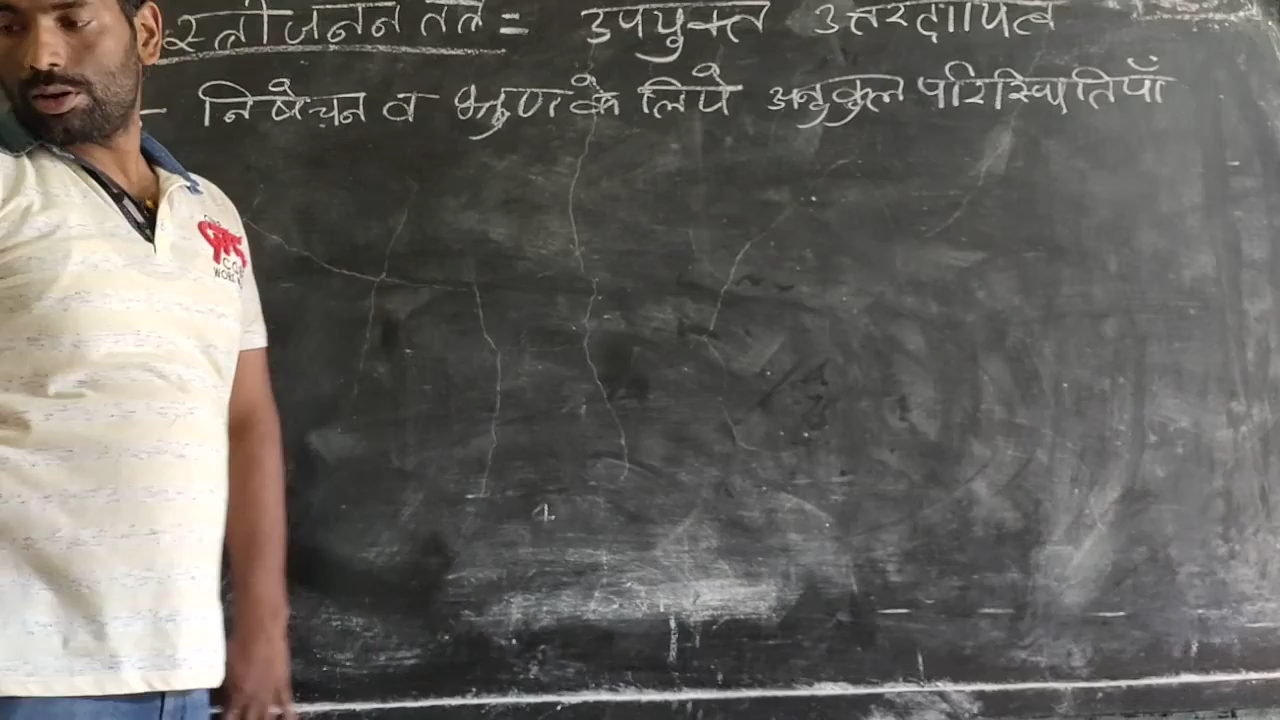 स्त्रीजनन तंत्र = उपयुक्त उत्तरदायित्व
- निषेचन व भ्रुण के लिये अनुकुल परिस्थितियाँ